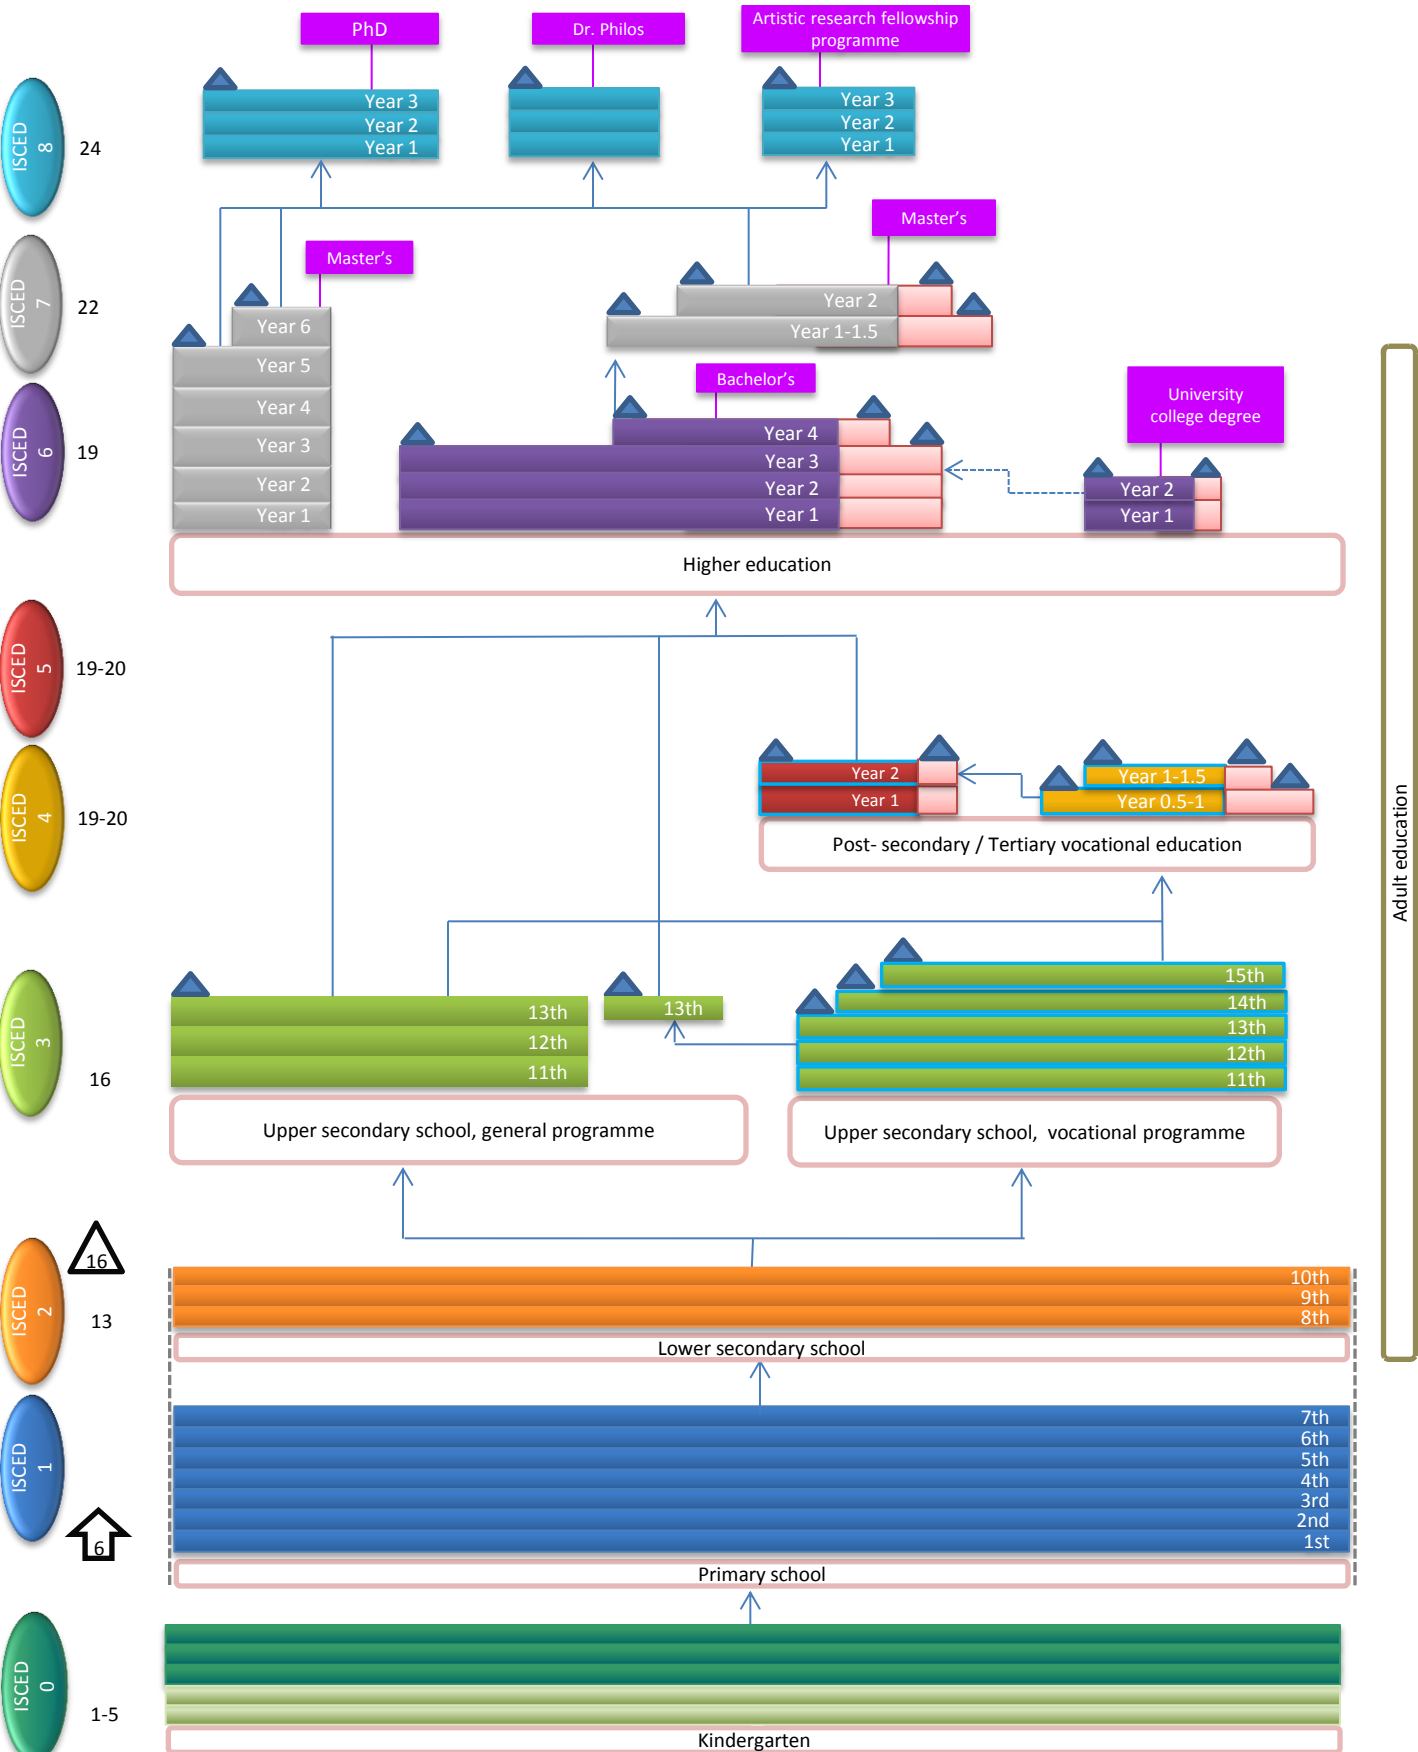 PhD
Dr. Philos
Artistic research fellowship
programme
ISCED
8
24
Year 3
Year 2
Year 1
Year 3
Year 2
Year 1
Master's
Master's
ISCED
7
22
Year 6
Year 5
Year 4
Year 3
Year 2
Year 1
Year 2
Year 1-1.5
ISCED
6
19
Bachelor's
Year 4
Year 3
Year 2
Year 1
University
college degree
Year 2
Year 1
Higher education
ISCED
5
19-20
ISCED
4
19-20
Year 2
Year 1
Year 1-1.5
Year 0.5-1
Post- secondary / Tertiary vocational education
Adult education
ISCED
3
16
13th
12th
11th
13th
15th
14th
13th
12th
11th
Upper secondary school, general programme
Upper secondary school, vocational programme
16
ISCED
2
13
10th
9th
8th
Lower secondary school
ISCED
1
6
7th
6th
5th
4th
3rd
2nd
1st
Primary school
ISCED
0
1-5
Kindergarten